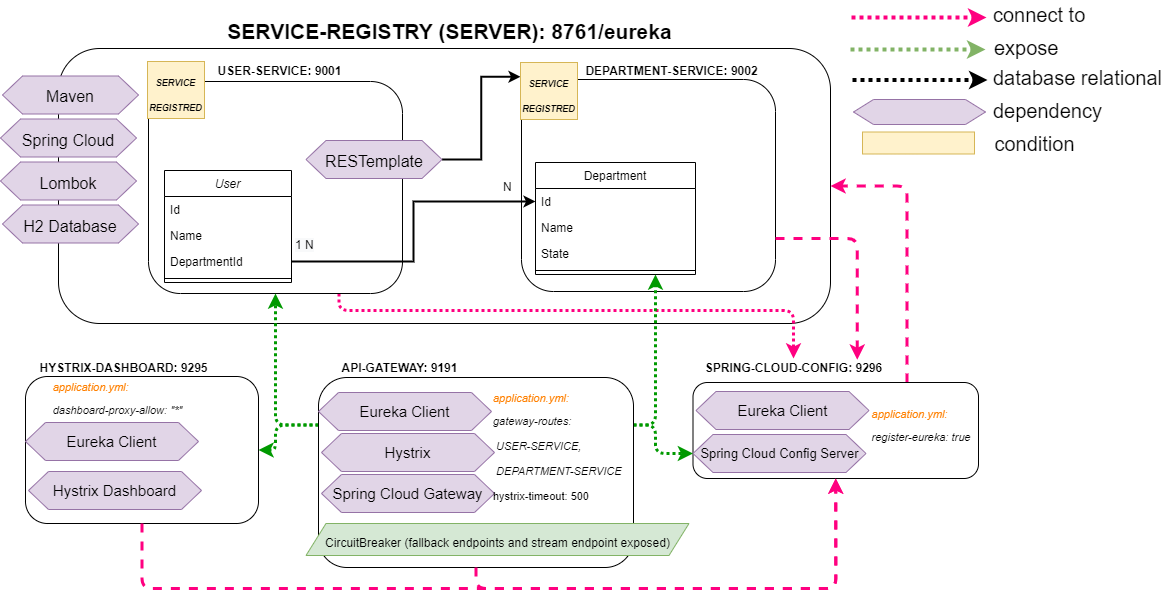 SERVICE-REGISTRY (SERVER): 8761/eureka
connect to
expose
database relational
dependency
condition
Maven
Spring Cloud
Lombok
H2 Database
USER-SERVICE: 9001
SERVICE
REGISTRED
User
Id
Name
DepartmentId
1 N
N
RESTemplate
DEPARTMENT-SERVICE: 9002
SERVICE
REGISTRED
Department
Id
Name
State
HYSTRIX-DASHBOARD: 9295
application.yml:
dashboard-proxy-allow: "*"
Eureka Client
Hystrix Dashboard
API-GATEWAY: 9191
Eureka Client
Hystrix
Spring Cloud Gateway
application.yml:
gateway-routes:
USER-SERVICE,
DEPARTMENT-SERVICE
hystrix-timeout: 500
CircuitBreaker (fallback endpoints and stream endpoint exposed)
SPRING-CLOUD-CONFIG: 9296
Eureka Client
Spring Cloud Config Server
application.yml:
register-eureka: true